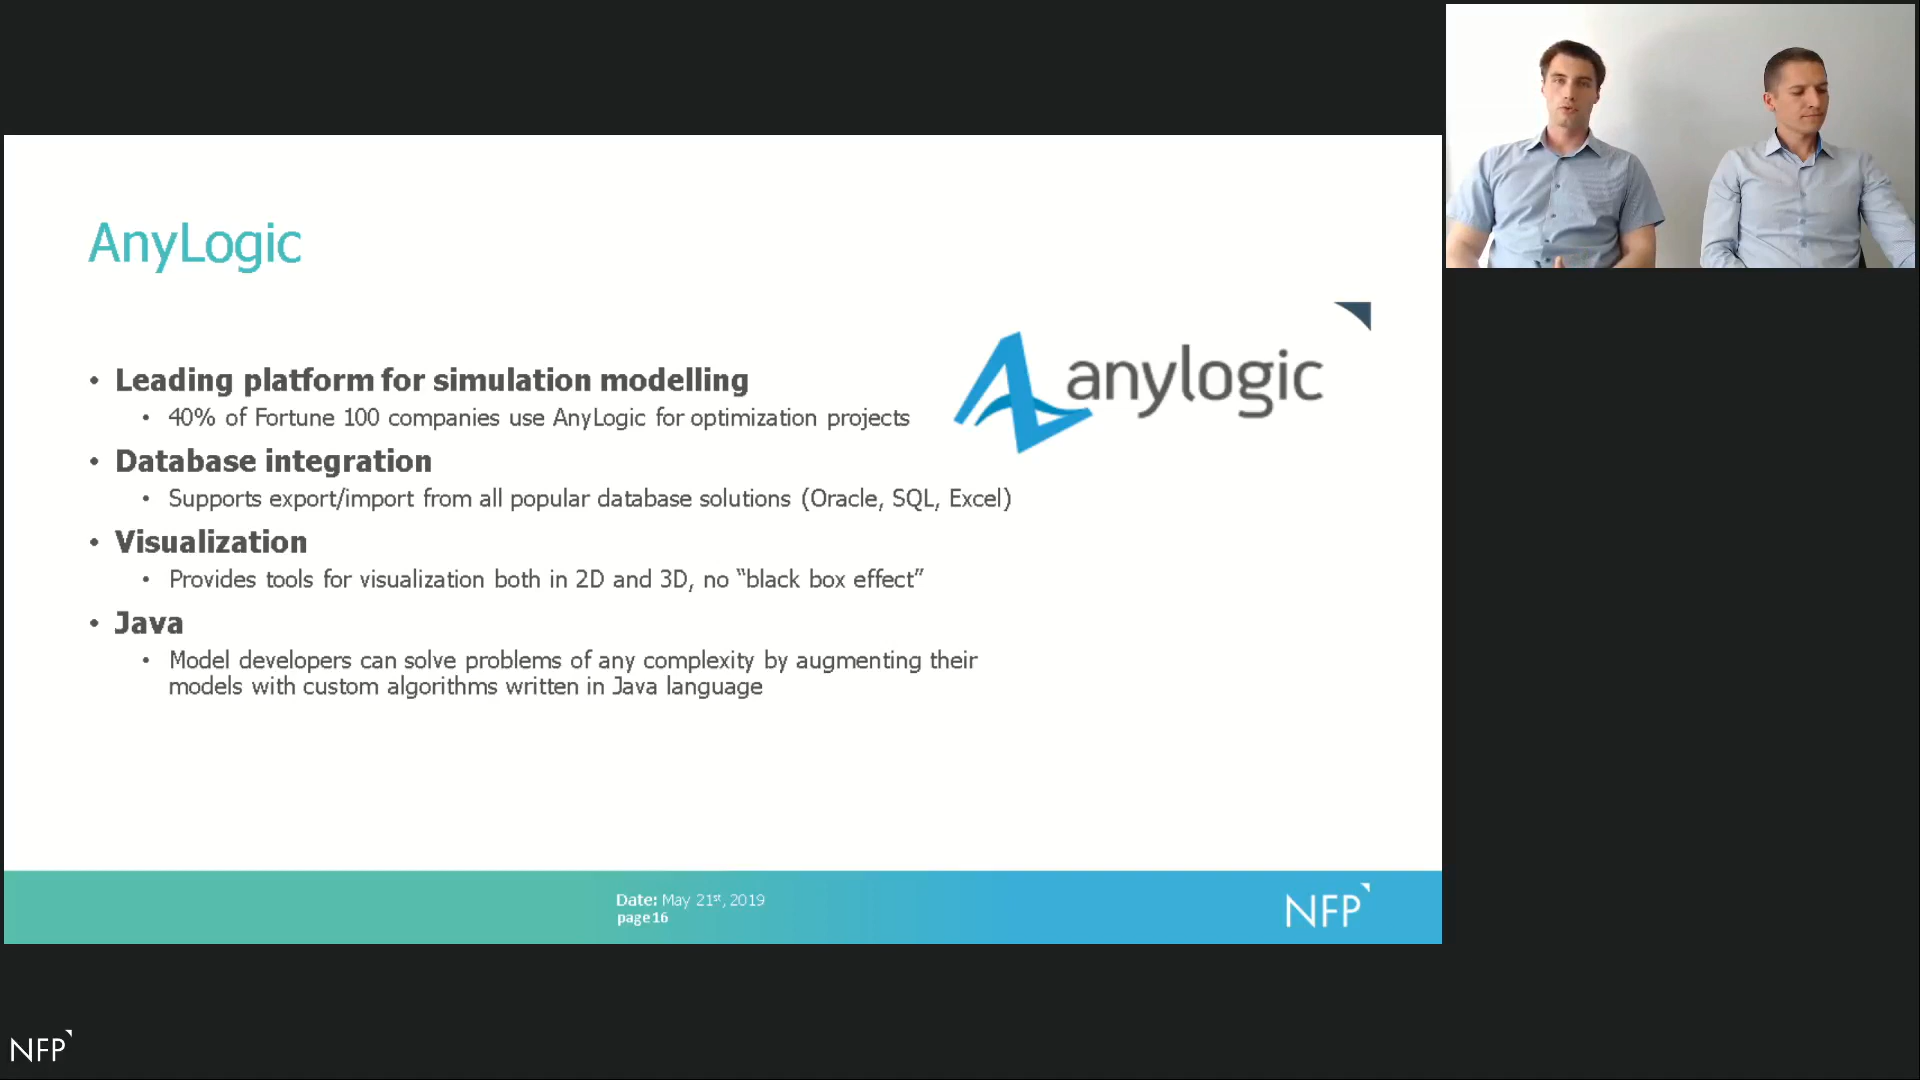 AnyLogic
anylogic
• Leading platform for simulation modelling
• 40% of Fortune 100 companies use AnyLogic for optimization projects
• Database integration
• Supports export/import from all popular database solutions (Oracle, SQL, Excel)
• Visualization
• Provides tools for visualization both in 2D and 3D, no “black box effect”
• Java
• Model developers can solve problems of any complexity by augmenting their
models with custom algorithms written in Java language
Date: May 21st, 2019
page 16
NFP
NFP